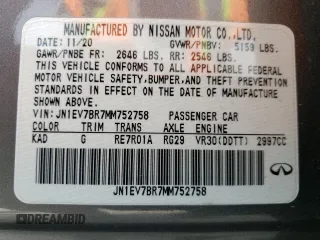 MANUFACTURED BY NISSAN MOTOR CO.,LTD.
DATE: 11/20 GVWR/PNBV: 5159 LBS.
GAWR/PNBE FR: 2646 LBS. RR: 2546 LBS.
THIS VEHICLE CONFORMS TO ALL APPLICABLE FEDERAL
MOTOR VEHICLE SAFETY, BUMPER, AND THEFT PREVENTION
STANDARDS IN EFFECT ON THE DATE OF MANUFACTURE
SHOWN ABOVE.
VIN: JN1EV7BR7MM752758 PASSENGER CAR
COLOR TRIM TRANS AXLE ENGINE
KAD G RE7R01A RG29 VR30(DDTT) 2997CC
JN1EV7BR7MM752758
INFINITI
DREAMBID